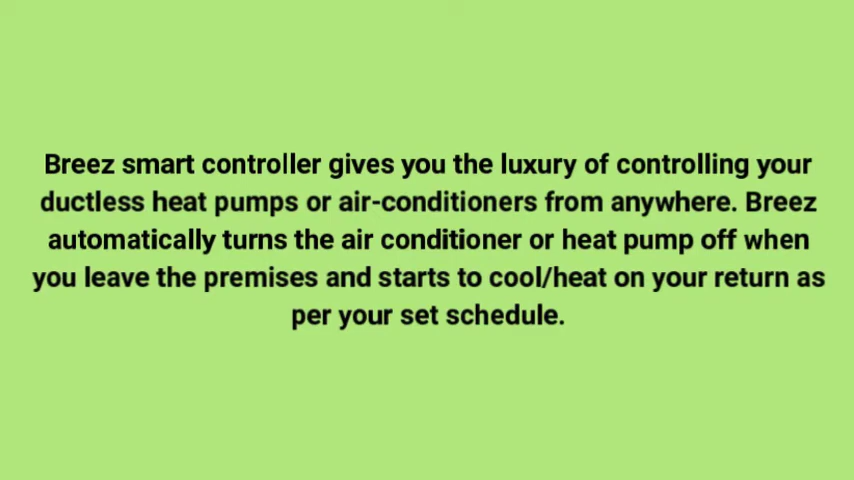 Breez smart controller gives you the luxury of controlling your
ductless heat pumps or air-conditioners from anywhere. Breez
automatically turns the air conditioner or heat pump off when
you leave the premises and starts to cool/heat on your return as
per your set schedule.